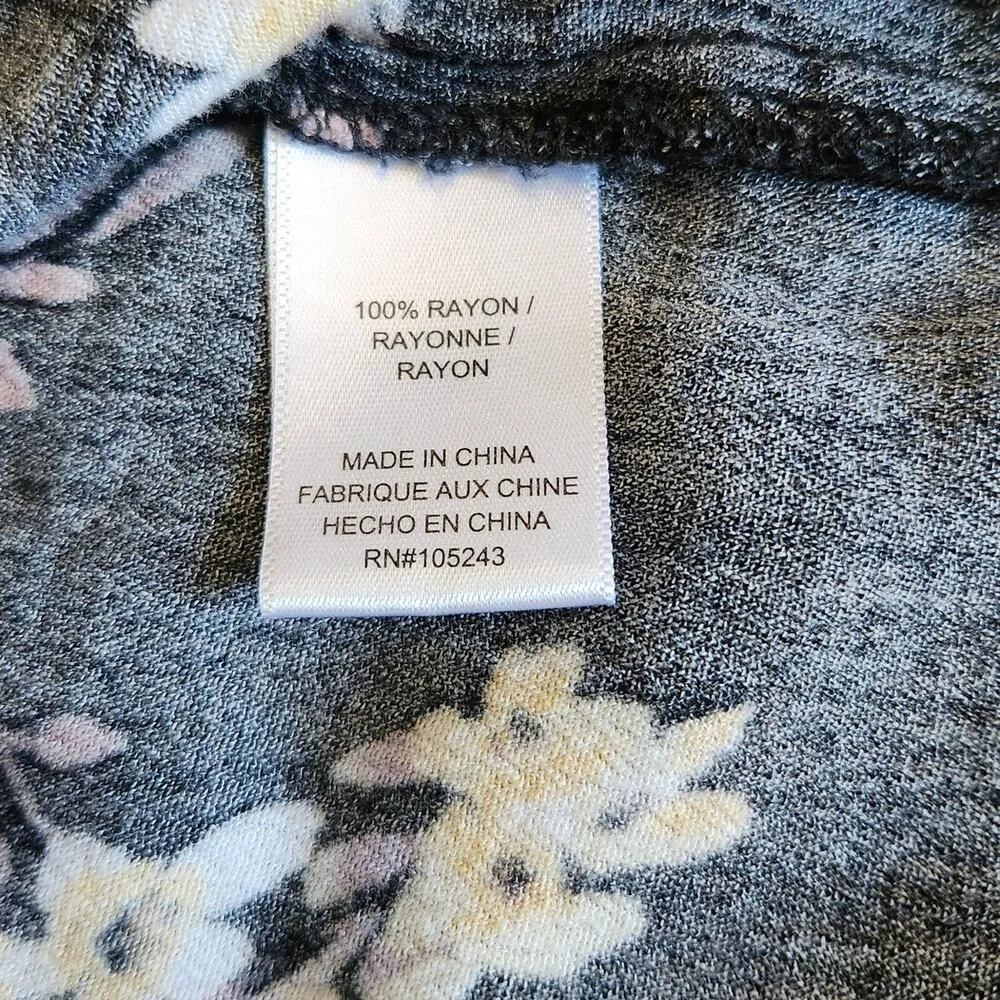 100% RAYON /
RAYONNE /
RAYON
MADE IN CHINA
FABRIQUE AUX CHINE
HECHO EN CHINA
RN#105243